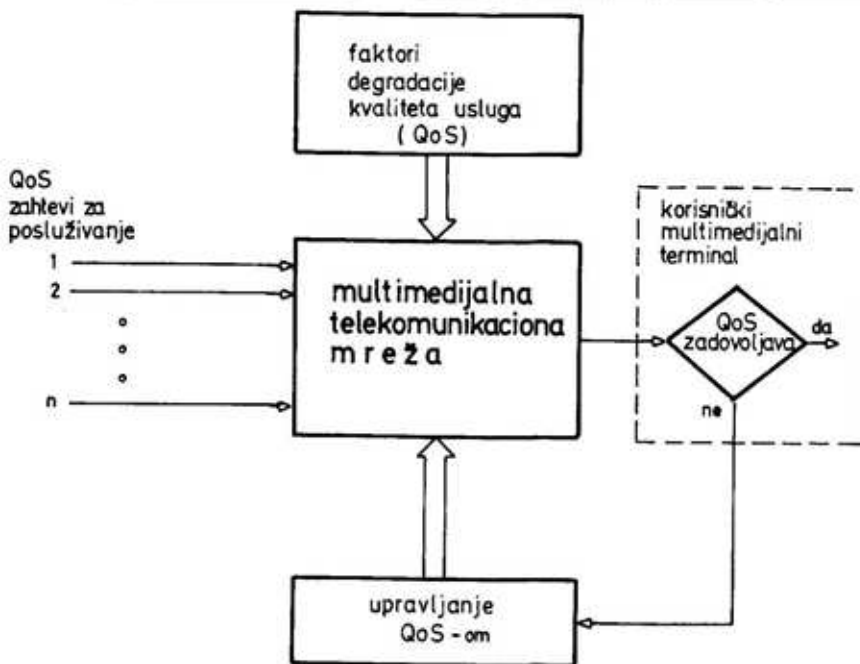 faktori
degradacije
kvaliteta usluga
(QoS)
QoS
zahtevi za
posluživanje
1
2
n
multimedijalna
telekomunikaciona
mreža
korisnički
multimedijalni
terminal
QoS
zadovoljava
da
ne
upravljanje
QoS-om